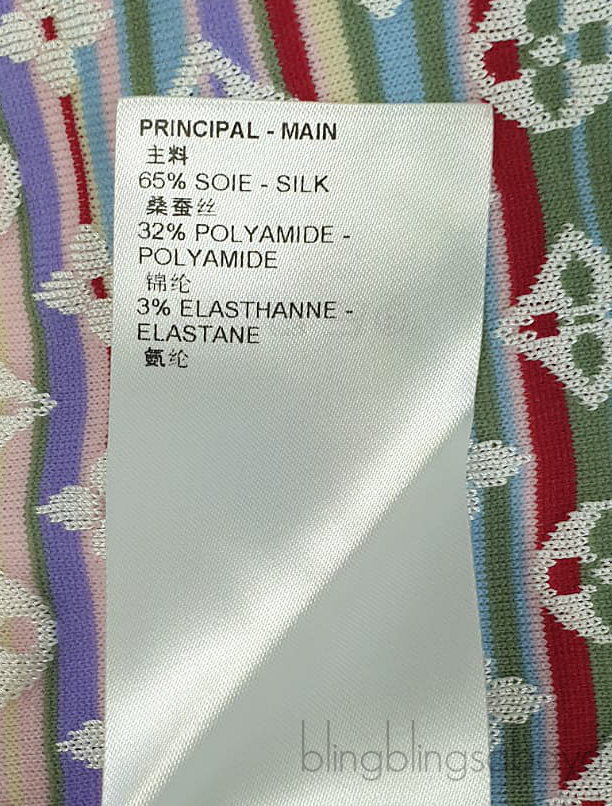 PRINCIPAL - MAIN
主料
65% SOIE - SILK
桑蚕丝
32% POLYAMIDE -
POLYAMIDE
锦纶
3% ELASTHANNE -
ELASTANE
氨纶